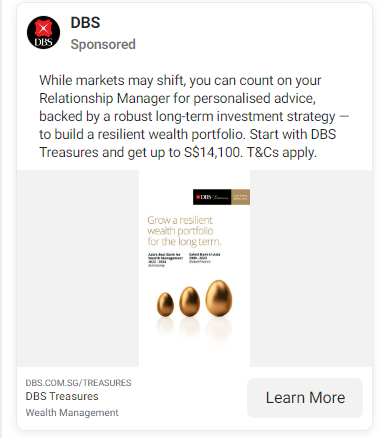 DBS
Sponsored
DBS
While markets may shift, you can count on your
Relationship Manager for personalised advice,
backed by a robust long-term investment strategy —
to build a resilient wealth portfolio. Start with DBS
Treasures and get up to S$14,100. T&Cs apply.
DBS
Grow a resilient
wealth portfolio
for the long term.
Asia's Best Bank for
Wealth Management
2022 - 2024
Safest Bank in Asia
2009 - 2023
Global Finance
DBS.COM.SG/TREASURES
DBS Treasures
Wealth Management
Learn More